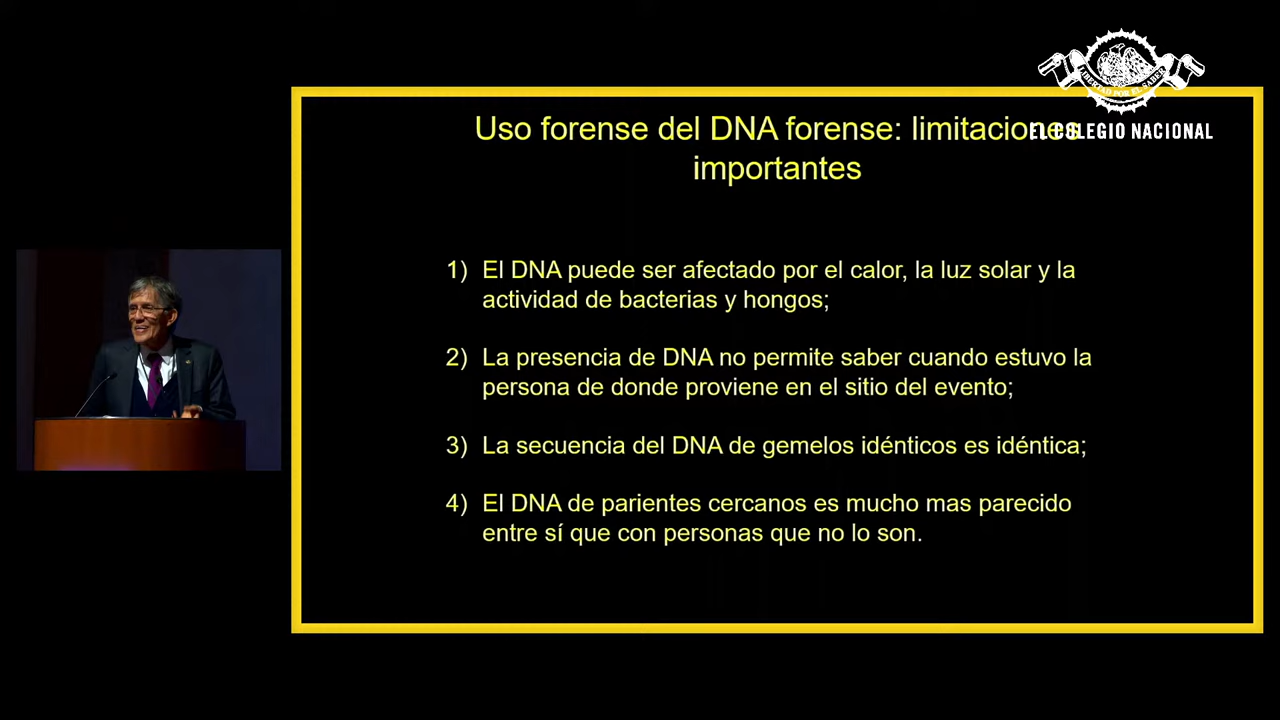 LIBERTAD POR EL SABER
EL COLEGIO NACIONAL
Uso forense del DNA forense: limitaciones
importantes
1) El DNA puede ser afectado por el calor, la luz solar y la
actividad de bacterias y hongos;
2) La presencia de DNA no permite saber cuando estuvo la
persona de donde proviene en el sitio del evento;
3) La secuencia del DNA de gemelos idénticos es idéntica;
4) El DNA de parientes cercanos es mucho mas parecido
entre sí que con personas que no lo son.